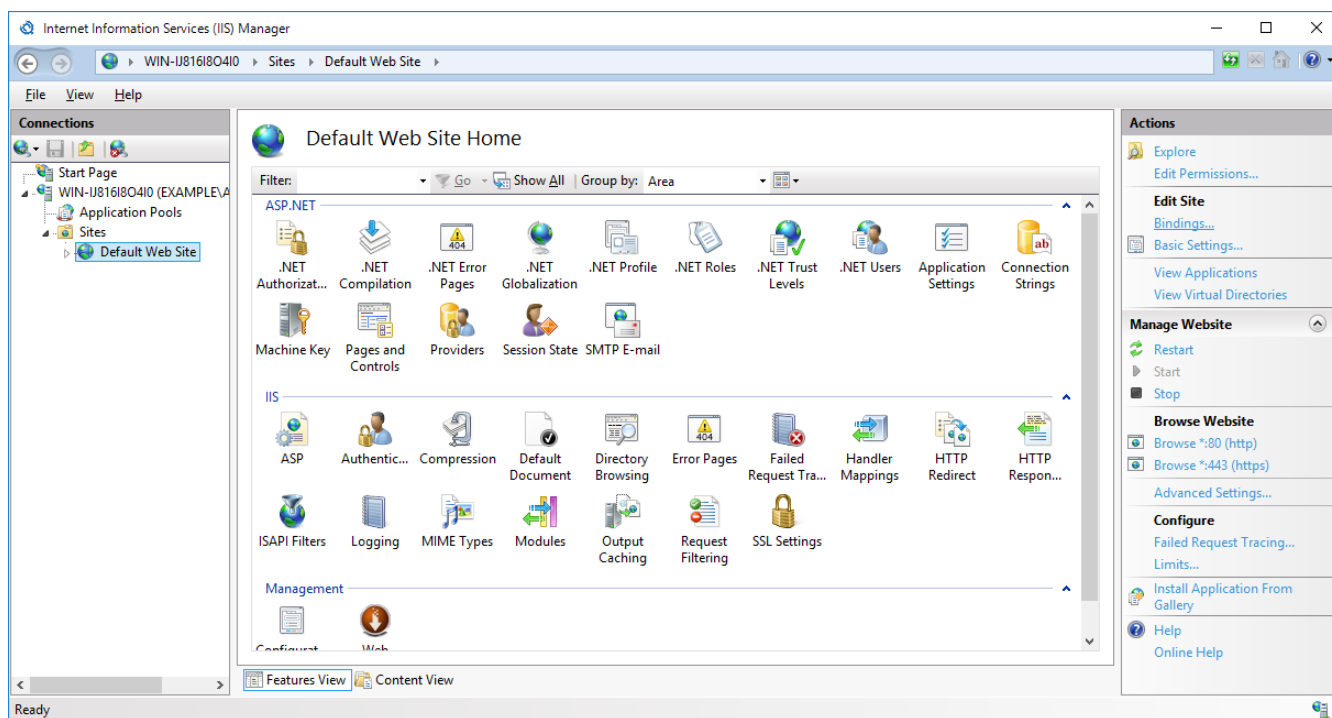 Internet Information Services (IIS) Manager
WIN-IJ816I8O4I0 Sites Default Web Site
File View Help
Connections
Start Page
WIN-IJ816I8O4I0 (EXAMPLE\A
Application Pools
Sites
Default Web Site
Default Web Site Home
Filter: Go Show All Group by: Area
ASP.NET
.NET Authorizat...
.NET Compilation
.NET Error Pages
.NET Globalization
.NET Profile
.NET Roles
.NET Trust Levels
.NET Users
Application Settings
Connection Strings
Machine Key
Pages and Controls
Providers
Session State
SMTP E-mail
IIS
ASP
Authentic...
Compression
Default Document
Directory Browsing
Error Pages
Failed Request Tra...
Handler Mappings
HTTP Redirect
HTTP Respon...
ISAPI Filters
Logging
MIME Types
Modules
Output Caching
Request Filtering
SSL Settings
Management
Configurat...
Web
Features View
Content View
Actions
Explore
Edit Permissions...
Edit Site
Bindings...
Basic Settings...
View Applications
View Virtual Directories
Manage Website
Restart
Start
Stop
Browse Website
Browse *:80 (http)
Browse *:443 (https)
Advanced Settings...
Configure
Failed Request Tracing...
Limits...
Install Application From
Gallery
Help
Online Help
Ready